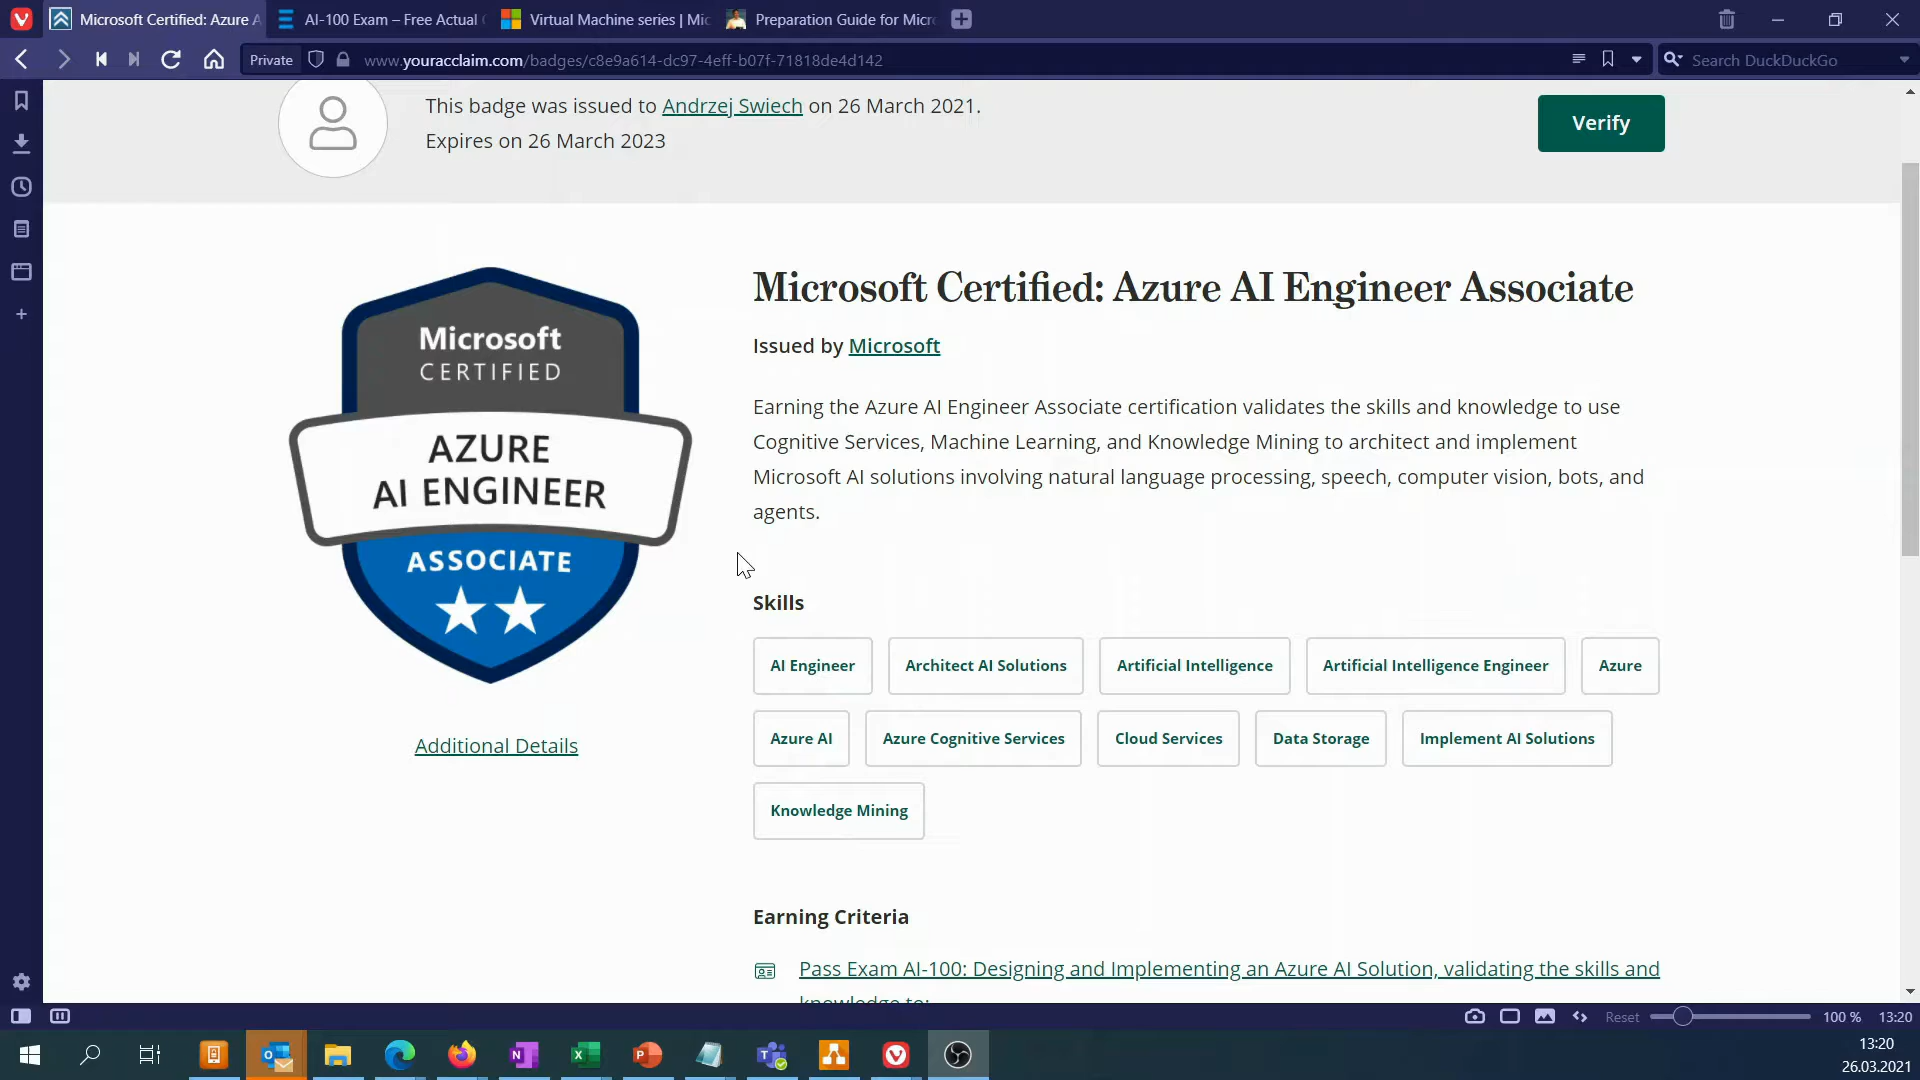 Microsoft Certified: Azure A
AI-100 Exam – Free Actual
Virtual Machine series | Mic
Preparation Guide for Micr
Private
www.youracclaim.com/badges/c8e9a614-dc97-4eff-b07f-71818de4d142
Search DuckDuckGo
This badge was issued to Andrzej Swiech on 26 March 2021.
Expires on 26 March 2023
Verify
Microsoft
CERTIFIED
AZURE
AI ENGINEER
ASSOCIATE
Additional Details
Microsoft Certified: Azure AI Engineer Associate
Issued by Microsoft
Earning the Azure AI Engineer Associate certification validates the skills and knowledge to use
Cognitive Services, Machine Learning, and Knowledge Mining to architect and implement
Microsoft AI solutions involving natural language processing, speech, computer vision, bots, and
agents.
Skills
AI Engineer
Architect AI Solutions
Artificial Intelligence
Artificial Intelligence Engineer
Azure
Azure AI
Azure Cognitive Services
Cloud Services
Data Storage
Implement AI Solutions
Knowledge Mining
Earning Criteria
Pass Exam AI-100: Designing and Implementing an Azure AI Solution, validating the skills and
knowledge to:
Reset
100 %
13:20
13:20
26.03.2021